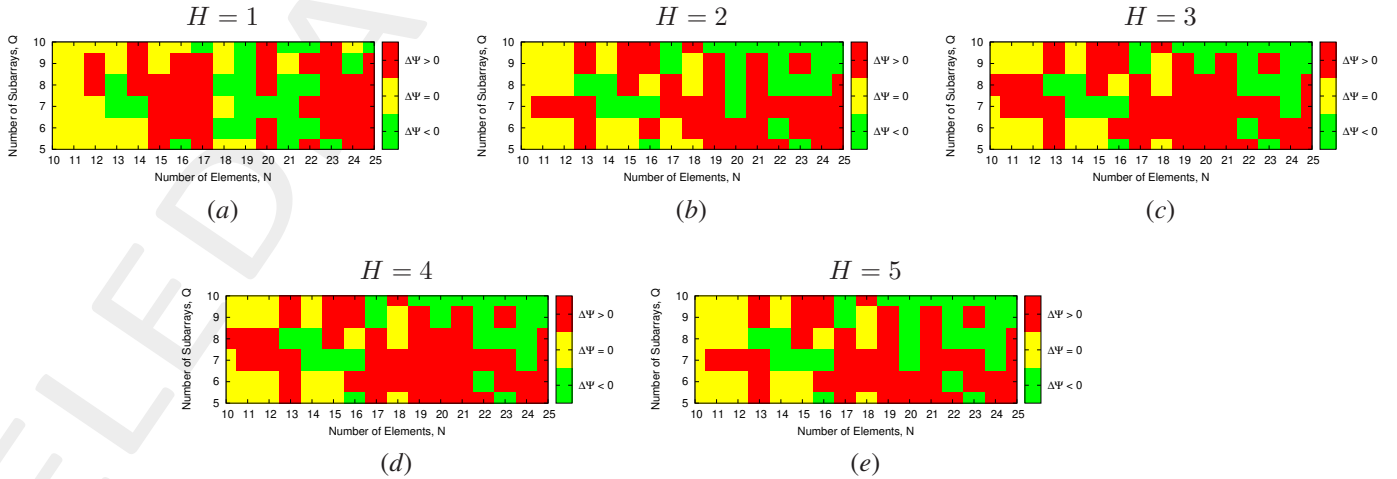 H = 1
H = 2
H = 3
Number of Subarrays, Q
10
9
8
7
6
5
10 11 12 13 14 15 16 17 18 19 20 21 22 23 24 25
Number of Elements, N
ΔΨ > 0
ΔΨ = 0
ΔΨ < 0
(a)
Number of Subarrays, Q
10
9
8
7
6
5
10 11 12 13 14 15 16 17 18 19 20 21 22 23 24 25
Number of Elements, N
ΔΨ > 0
ΔΨ = 0
ΔΨ < 0
(b)
Number of Subarrays, Q
10
9
8
7
6
5
10 11 12 13 14 15 16 17 18 19 20 21 22 23 24 25
Number of Elements, N
ΔΨ > 0
ΔΨ = 0
ΔΨ < 0
(c)
H = 4
H = 5
Number of Subarrays, Q
10
9
8
7
6
5
10 11 12 13 14 15 16 17 18 19 20 21 22 23 24 25
Number of Elements, N
ΔΨ > 0
ΔΨ = 0
ΔΨ < 0
(d)
Number of Subarrays, Q
10
9
8
7
6
5
10 11 12 13 14 15 16 17 18 19 20 21 22 23 24 25
Number of Elements, N
ΔΨ > 0
ΔΨ = 0
ΔΨ < 0
(e)
ELEDA